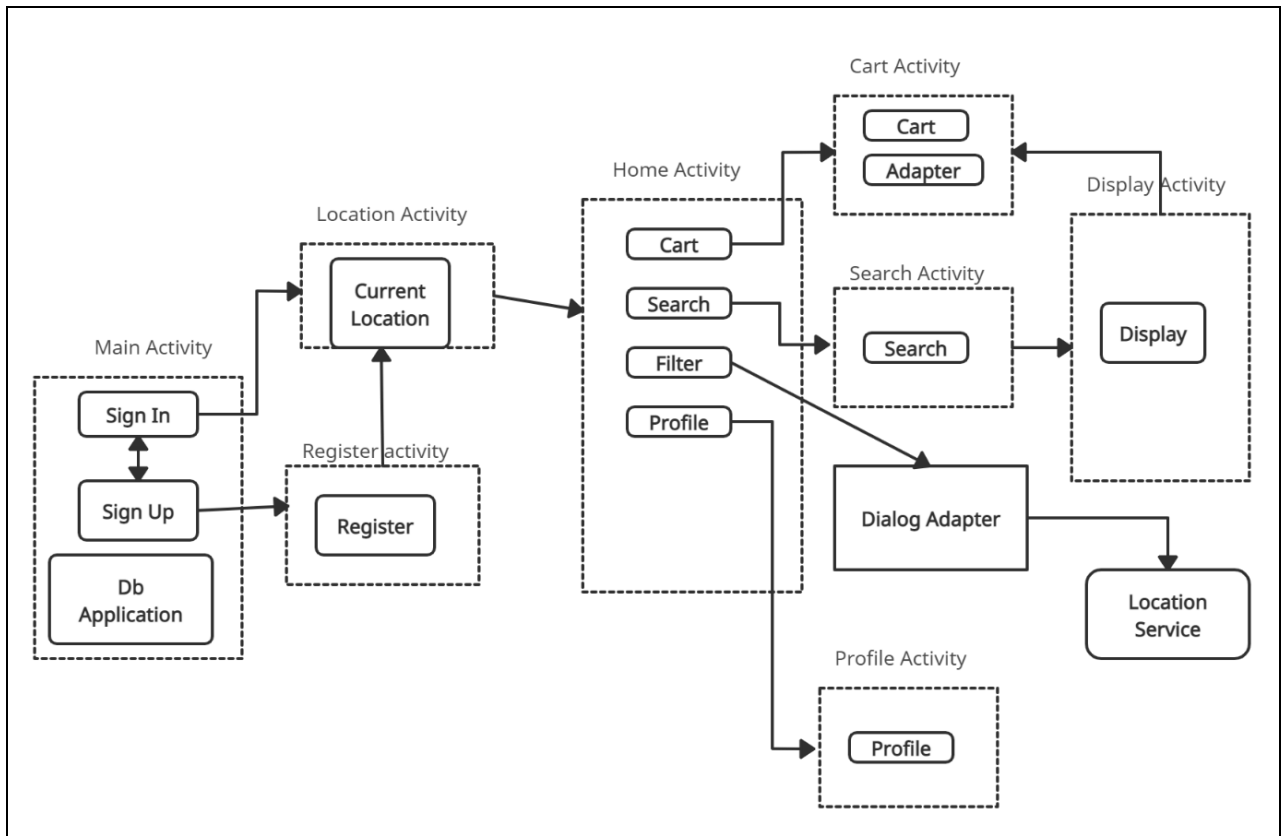 Main Activity
Sign In
Sign Up
Db
Application
Location Activity
Current
Location
Register activity
Register
Home Activity
Cart
Search
Filter
Profile
Cart Activity
Cart
Adapter
Search Activity
Search
Display Activity
Display
Dialog Adapter
Location
Service
Profile Activity
Profile